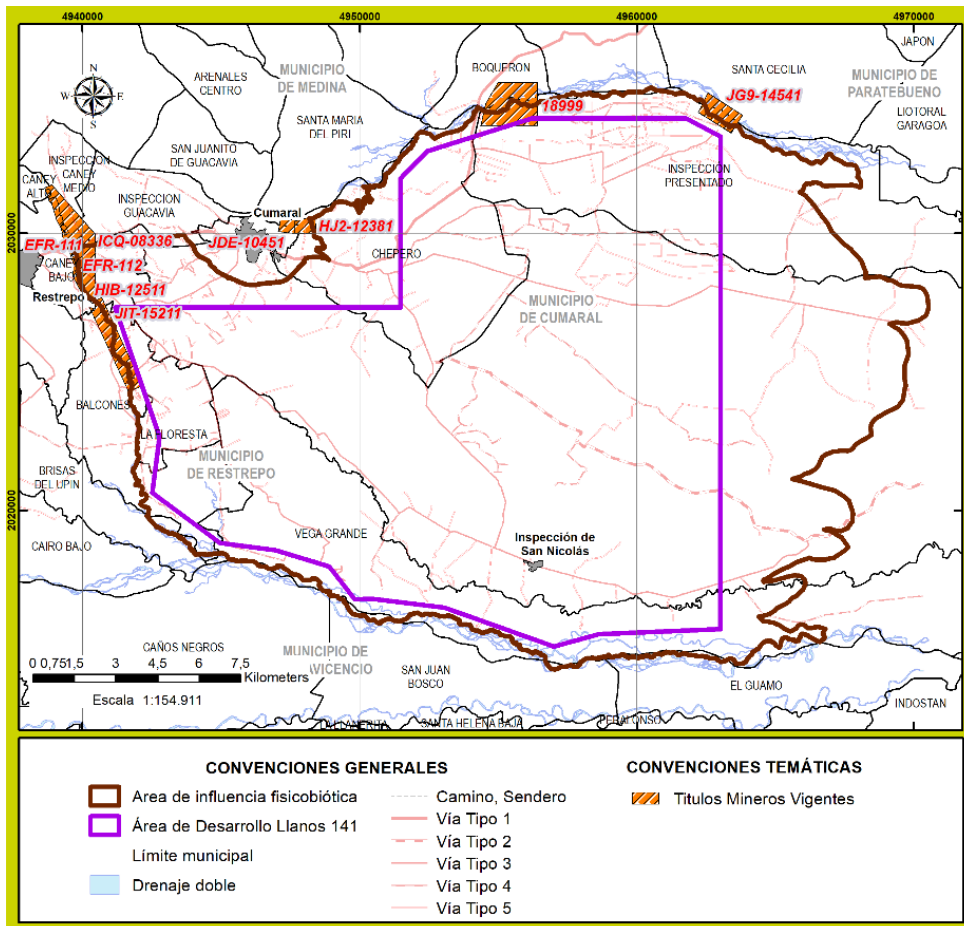 4940000
4950000
4960000
4970000
N
W
E
S
ARENALES
CENTRO
MUNICIPIO
DE MEDINA
BOQUERON
SANTA CECILIA
JAPON
MUNICIPIO DE
PARATEBUENO
LIOTORAL
GARAGOA
JG9-14541
18999
SANTA MARIA
DEL PIRI
SAN JUANITO
DE GUACAVIA
INSPECCION
CANEY
MEDIO
CANEY
ALTO
INSPECCION
GUACAVIA
INSPECCIÓN
PRESENTADO
Cumaral
HJ2-12381
JDE-10451
ICQ-08336
EFR-111
EFR-112
CANEY
BAJO
HIB-12511
Restrepo
JIT-15211
CHEPERO
2030000
MUNICIPIO
DE CUMARAL
BALCONES
LA FLORESTA
MUNICIPIO
DE RESTREPO
BRISAS
DEL UPIN
2020000
VEGA GRANDE
Inspección de
San Nicolás
CAIRO BAJO
CAÑOS NEGROS
MUNICIPIO DE
VICENCIO
SAN JUAN
BOSCO
EL GUAMO
INDOSTAN
SANTA HELENA BAJA
PERALONSO
0 0,751,5 3 4,5 6 7,5
Kilometers
Escala 1:154.911
CONVENCIONES GENERALES
Area de influencia fisicobiótica
Área de Desarrollo Llanos 141
Límite municipal
Drenaje doble
Camino, Sendero
Vía Tipo 1
Vía Tipo 2
Vía Tipo 3
Vía Tipo 4
Vía Tipo 5
CONVENCIONES TEMÁTICAS
Titulos Mineros Vigentes